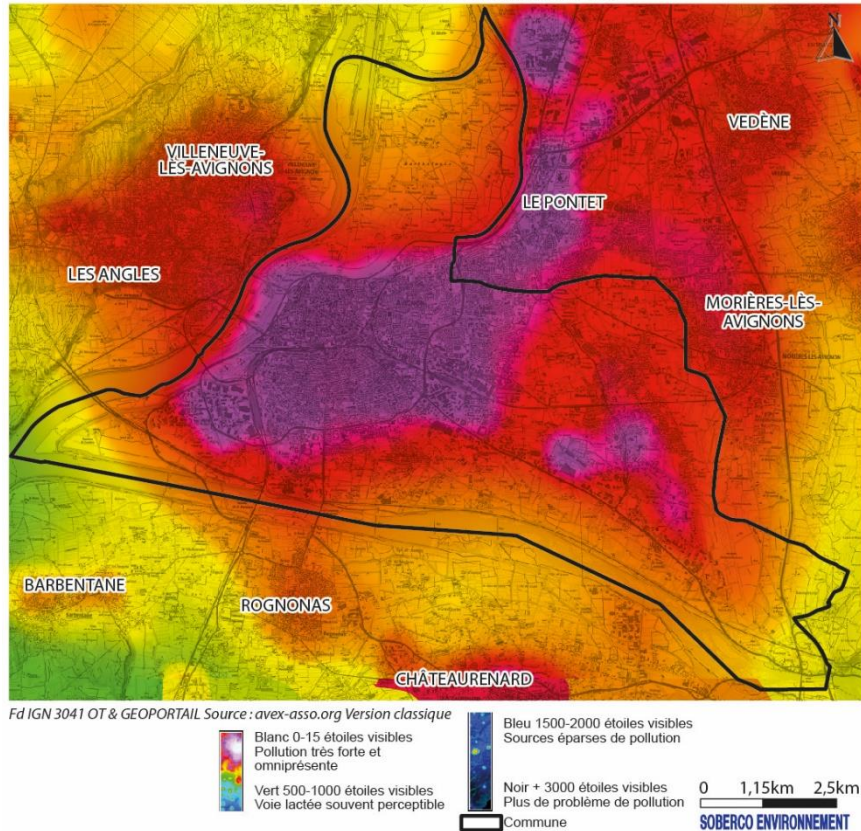 N
VEDÈNE
VILLENEUVE-
LÈS-AVIGNONS
LE PONTET
LES ANGLES
MORIÈRES-LÈS-
AVIGNONS
BARBENTANE
ROGNONAS
CHÂTEAURENARD
Fd IGN 3041 OT & GEOPORTAIL Source : avex-asso.org Version classique
Blanc 0-15 étoiles visibles
Pollution très forte et
omniprésente
Vert 500-1000 étoiles visibles
Voie lactée souvent perceptible
Bleu 1500-2000 étoiles visibles
Sources éparses de pollution
Noir + 3000 étoiles visibles
Plus de problème de pollution
Commune
0 1,15km 2,5km
SOBERCO ENVIRONNEMENT